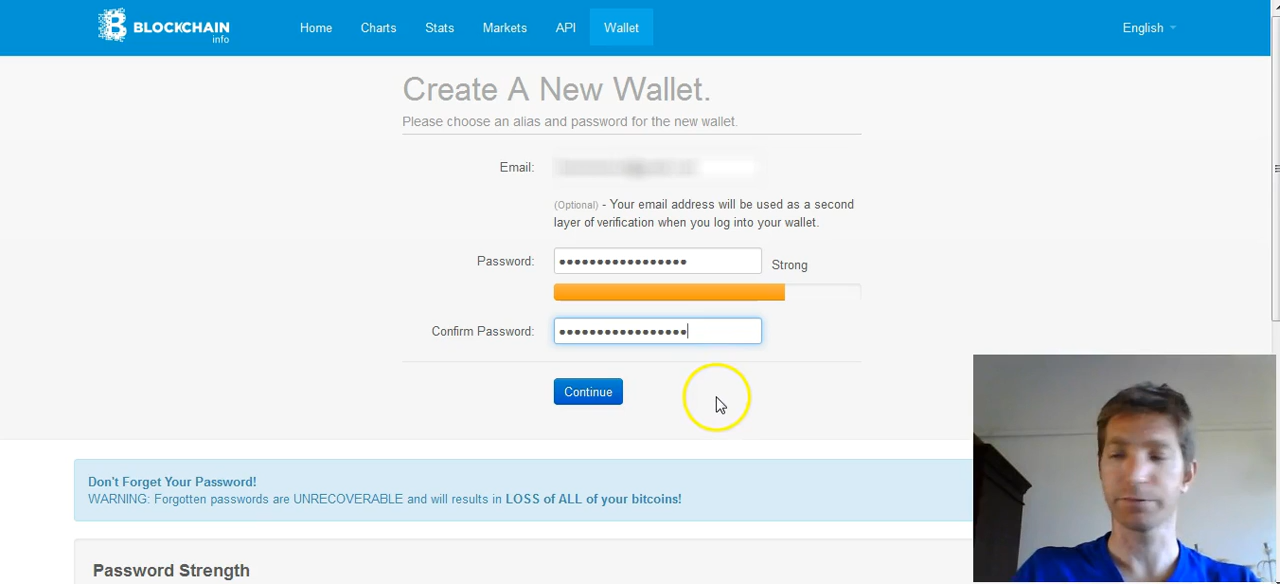 BLOCKCHAIN
info
Home Charts Stats Markets API Wallet English
Create A New Wallet.
Please choose an alias and password for the new wallet.
Email:
(Optional) - Your email address will be used as a second
layer of verification when you log into your wallet.
Password: ••••••••••••••••• Strong
Confirm Password: •••••••••••••••••
Continue
Don't Forget Your Password!
WARNING: Forgotten passwords are UNRECOVERABLE and will results in LOSS of ALL of your bitcoins!
Password Strength